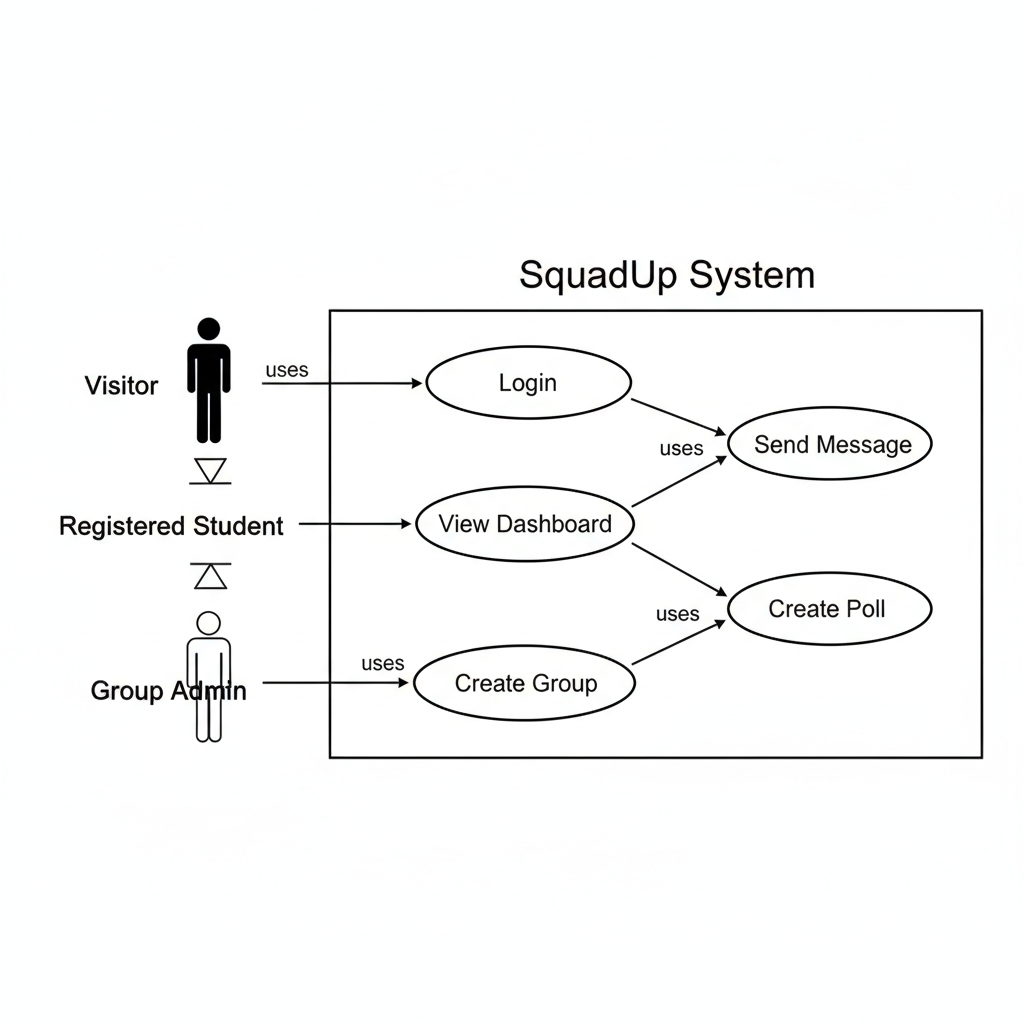 SquadUp System
Visitor
uses
Login
Send Message
uses
Registered Student
View Dashboard
Create Poll
uses
Group Admin
uses
Create Group